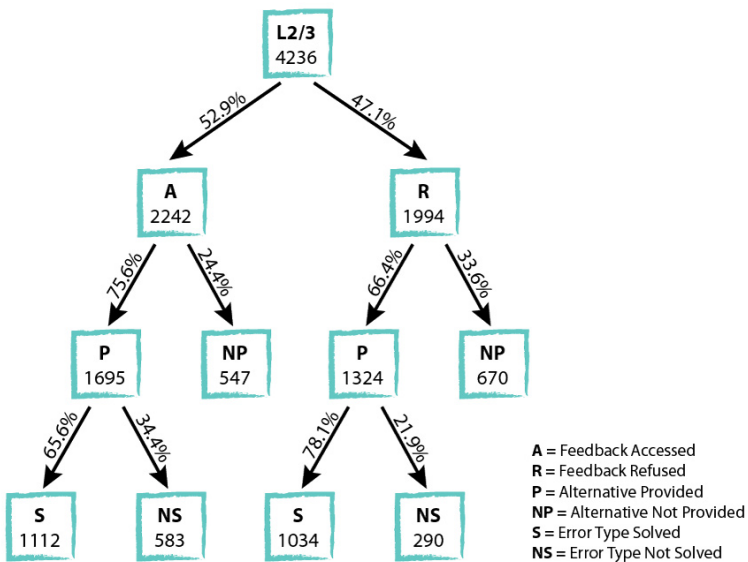 L2/3
4236
52.9%
47.1%
A
2242
R
1994
75.6%
24.4%
66.4%
33.6%
P
1695
NP
547
P
1324
NP
670
65.6%
34.4%
78.1%
21.9%
S
1112
NS
583
S
1034
NS
290
A = Feedback Accessed
R = Feedback Refused
P = Alternative Provided
NP = Alternative Not Provided
S = Error Type Solved
NS = Error Type Not Solved